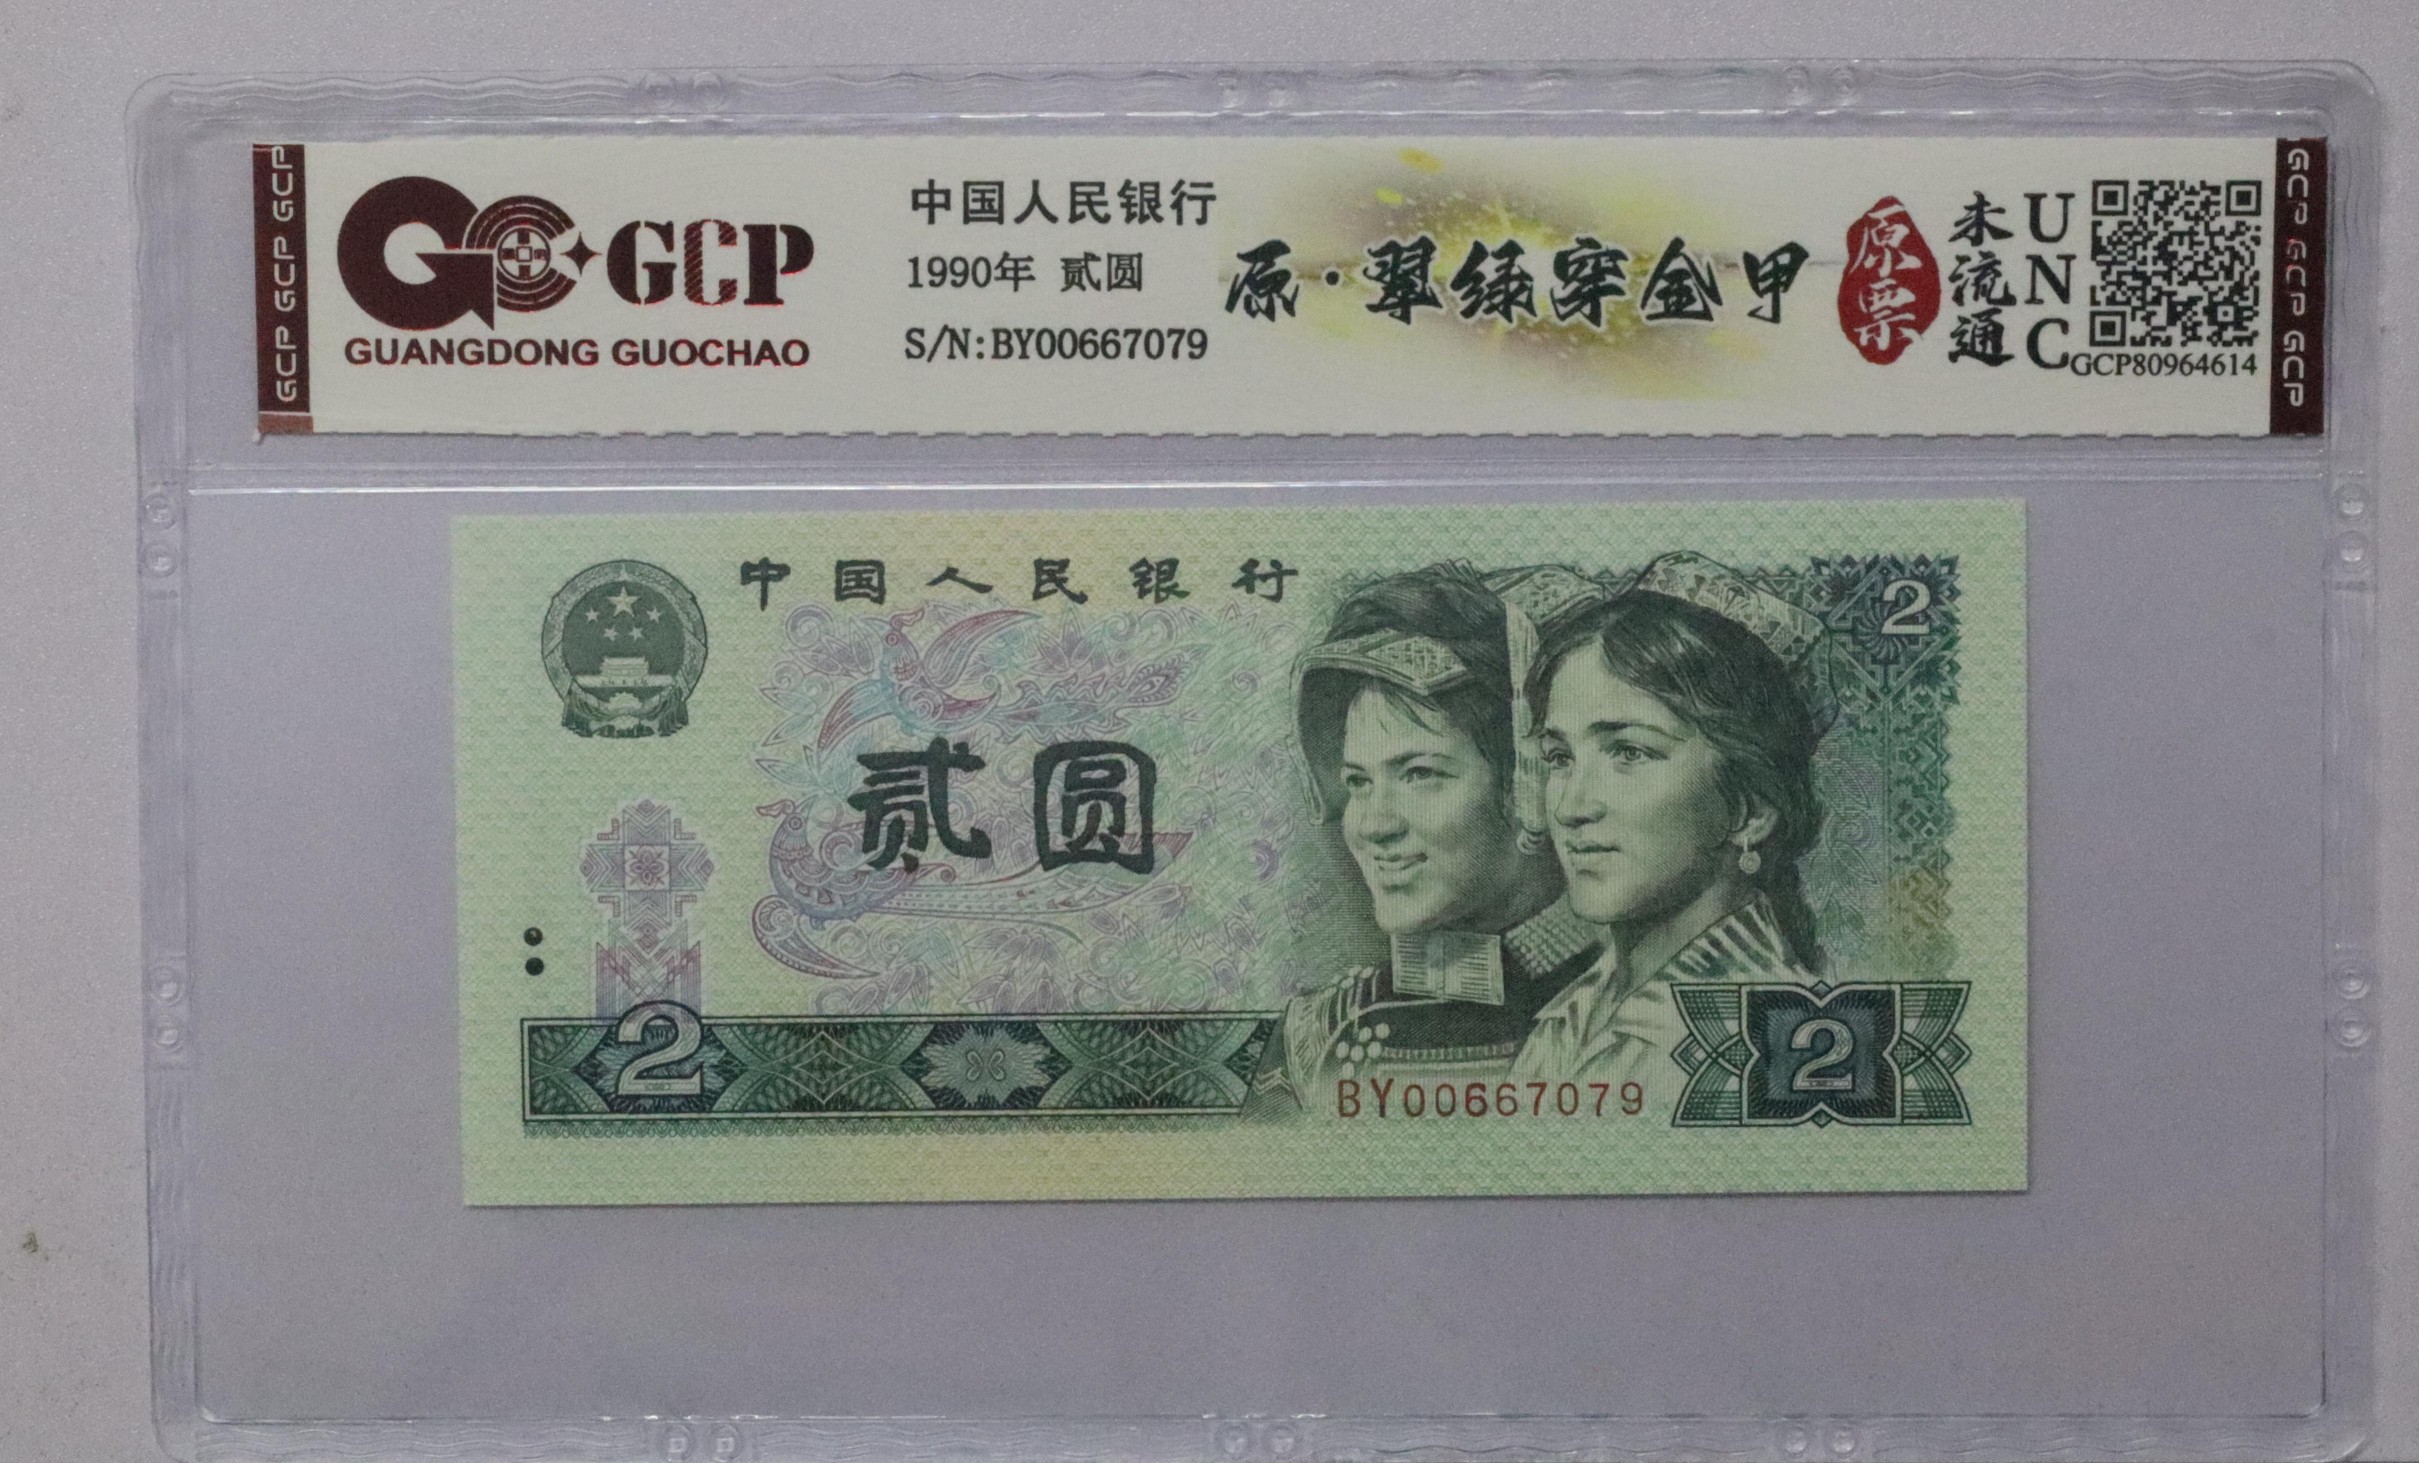 GCP GCP GCP
GCP
GUANGDONG GUOCHAO
中国人民银行
1990年 贰圆
S/N:BY00667079
原·翠绿穿金甲
原票
未流通
UNC
GCP80964614
GCP GCP GCP
中国人民银行
2
贰圆
2
BY00667079
2